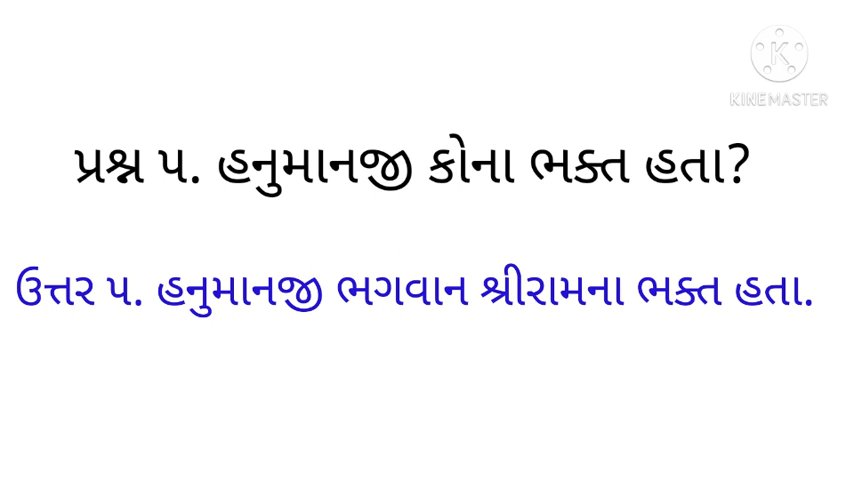 KINEMASTER
પ્રશ્ન ૫. હનુમાનજી કોના ભક્ત હતા?
ઉત્તર ૫. હનુમાનજી ભગવાન શ્રીરામના ભક્ત હતા.